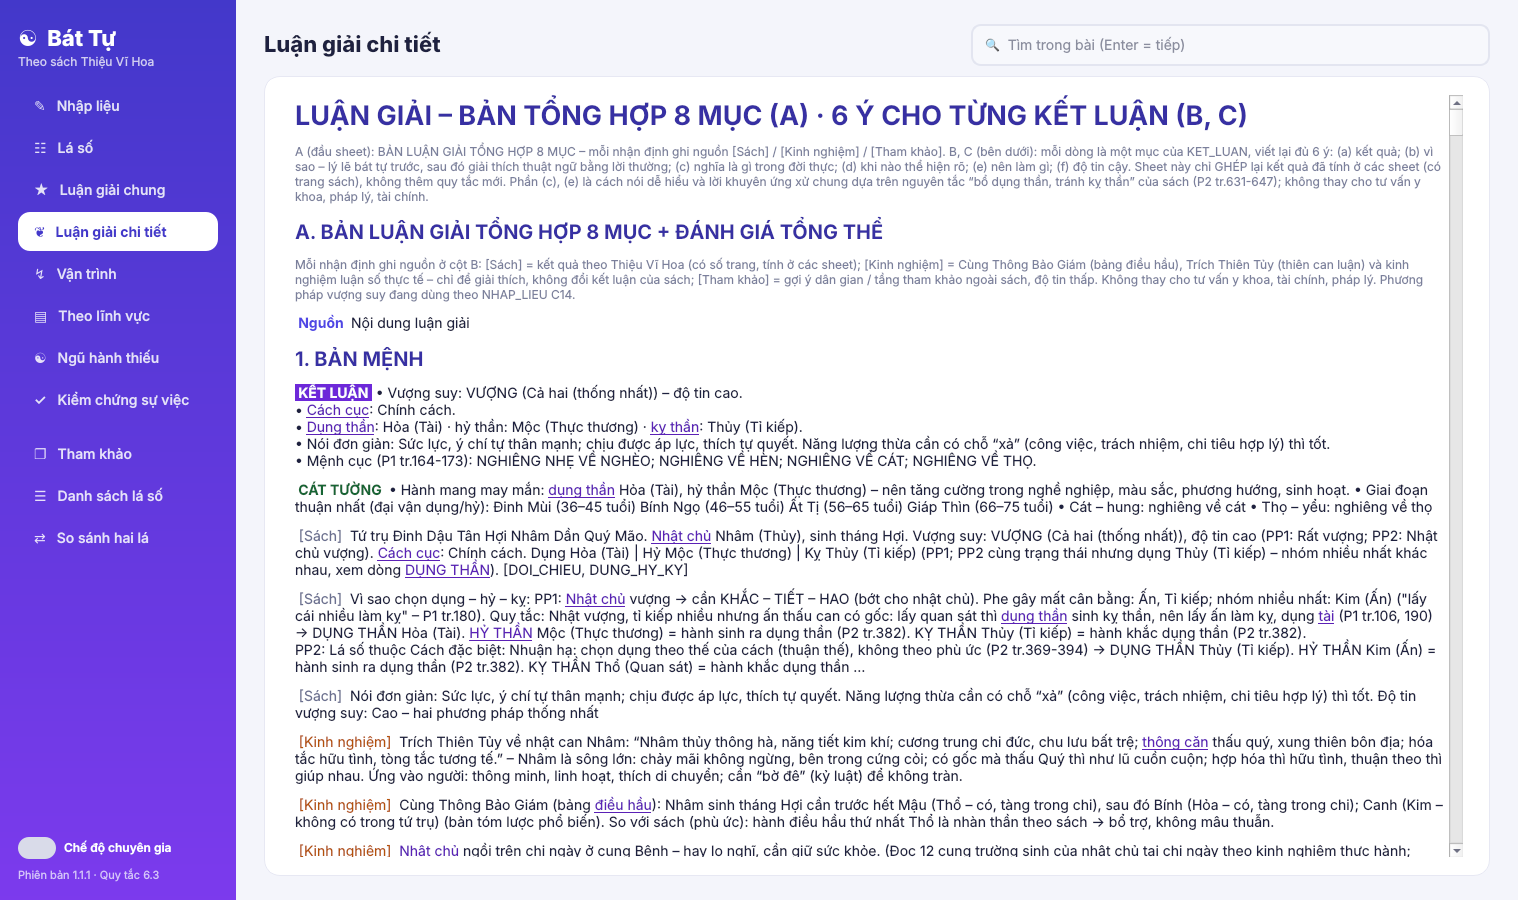 ☯ Bát Tự
Theo sách Thiệu Vĩ Hoa
Nhập liệu
Lá số
Luận giải chung
Luận giải chi tiết
Vận trình
Theo lĩnh vực
Ngũ hành thiếu
Kiểm chứng sự việc
Tham khảo
Danh sách lá số
So sánh hai lá
Chế độ chuyên gia
Phiên bản 1.1.1 · Quy tắc 6.3
Luận giải chi tiết
Tìm trong bài (Enter = tiếp)
LUẬN GIẢI – BẢN TỔNG HỢP 8 MỤC (A) · 6 Ý CHO TỪNG KẾT LUẬN (B, C)
A (đầu sheet): BẢN LUẬN GIẢI TỔNG HỢP 8 MỤC – mỗi nhận định ghi nguồn [Sách] / [Kinh nghiệm] / [Tham khảo]. B, C (bên dưới): mỗi dòng là một mục của KET_LUAN, viết lại đủ 6 ý: (a) kết quả; (b) vì
sao – lý lẽ bát tự trước, sau đó giải thích thuật ngữ bằng lời thường; (c) nghĩa là gì trong đời thực; (d) khi nào thể hiện rõ; (e) nên làm gì; (f) độ tin cậy. Sheet này chỉ GHÉP lại kết quả đã tính ở các sheet (có
trang sách), không thêm quy tắc mới. Phần (c), (e) là cách nói dễ hiểu và lời khuyên ứng xử chung dựa trên nguyên tắc “bổ dụng thần, tránh kỵ thần” của sách (P2 tr.631-647); không thay cho tư vấn y
khoa, pháp lý, tài chính.
A. BẢN LUẬN GIẢI TỔNG HỢP 8 MỤC + ĐÁNH GIÁ TỔNG THỂ
Mỗi nhận định ghi nguồn ở cột B: [Sách] = kết quả theo Thiệu Vĩ Hoa (có số trang, tính ở các sheet); [Kinh nghiệm] = Cùng Thông Bảo Giám (bảng điều hầu), Trích Thiên Tủy (thiên can luận) và kinh
nghiệm luận số thực tế – chỉ để giải thích, không đổi kết luận của sách; [Tham khảo] = gợi ý dân gian / tầng tham khảo ngoài sách, độ tin thấp. Không thay cho tư vấn y khoa, tài chính, pháp lý. Phương
pháp vượng suy đang dùng theo NHAP_LIEU C14.
Nguồn Nội dung luận giải
1. BẢN MỆNH
KẾT LUẬN • Vượng suy: VƯỢNG (Cả hai (thống nhất)) – độ tin cao.
• Cách cục: Chính cách.
• Dụng thần: Hỏa (Tài) · hỷ thần: Mộc (Thực thương) · kỵ thần: Thủy (Tỉ kiếp).
• Nói đơn giản: Sức lực, ý chí tự thân mạnh; chịu được áp lực, thích tự quyết. Năng lượng thừa cần có chỗ “xả” (công việc, trách nhiệm, chi tiêu hợp lý) thì tốt.
• Mệnh cục (P1 tr.164-173): NGHIÊNG NHẸ VỀ NGHÈO; NGHIÊNG VỀ HÈN; NGHIÊNG VỀ CÁT; NGHIÊNG VỀ THỌ.
CÁT TƯỜNG • Hành mang may mắn: dụng thần Hỏa (Tài), hỷ thần Mộc (Thực thương) – nên tăng cường trong nghề nghiệp, màu sắc, phương hướng, sinh hoạt. • Giai đoạn
thuận nhất (đại vận dụng/hỷ): Đinh Mùi (36–45 tuổi) Bính Ngọ (46–55 tuổi) Ất Tị (56–65 tuổi) Giáp Thìn (66–75 tuổi) • Cát – hung: nghiêng về cát • Thọ – yểu: nghiêng về thọ
[Sách] Tứ trụ Đinh Dậu Tân Hợi Nhâm Dần Quý Mão. Nhật chủ Nhâm (Thủy), sinh tháng Hợi. Vượng suy: VƯỢNG (Cả hai (thống nhất)), độ tin cao (PP1: Rất vượng; PP2: Nhật
chủ vượng). Cách cục: Chính cách. Dụng Hỏa (Tài) | Hỷ Mộc (Thực thương) | Kỵ Thủy (Tỉ kiếp) (PP1; PP2 cùng trạng thái nhưng dụng Thủy (Tỉ kiếp) – nhóm nhiều nhất khác
nhau, xem dòng DỤNG THẦN). [DOI_CHIEU, DUNG_HY_KY]
[Sách] Vì sao chọn dụng – hỷ – kỵ: PP1: Nhật chủ vượng → cần KHẮC – TIẾT – HAO (bớt cho nhật chủ). Phe gây mất cân bằng: Ấn, Tỉ kiếp; nhóm nhiều nhất: Kim (Ấn) ("lấy
cái nhiều làm kỵ" – P1 tr.180). Quy tắc: Nhật vượng, tỉ kiếp nhiều nhưng ấn thấu can có gốc: lấy quan sát thì dụng thần sinh kỵ thần, nên lấy ấn làm kỵ, dụng tài (P1 tr.106, 190)
→ DỤNG THẦN Hỏa (Tài). HỶ THẦN Mộc (Thực thương) = hành sinh ra dụng thần (P2 tr.382). KỴ THẦN Thủy (Tỉ kiếp) = hành khắc dụng thần (P2 tr.382).
PP2: Lá số thuộc Cách đặc biệt: Nhuận hạ: chọn dụng theo thế của cách (thuận thế), không theo phù ức (P2 tr.369-394) → DỤNG THẦN Thủy (Tỉ kiếp). HỶ THẦN Kim (Ấn) =
hành sinh ra dụng thần (P2 tr.382). KỴ THẦN Thổ (Quan sát) = hành khắc dụng thần ...
[Sách] Nói đơn giản: Sức lực, ý chí tự thân mạnh; chịu được áp lực, thích tự quyết. Năng lượng thừa cần có chỗ “xả” (công việc, trách nhiệm, chi tiêu hợp lý) thì tốt. Độ tin
vượng suy: Cao – hai phương pháp thống nhất
[Kinh nghiệm] Trích Thiên Tủy về nhật can Nhâm: “Nhâm thủy thông hà, năng tiết kim khí; cương trung chi đức, chu lưu bất trệ; thông căn thấu quý, xung thiên bôn địa; hóa
tắc hữu tình, tòng tắc tương tế.” – Nhâm là sông lớn: chảy mãi không ngừng, bên trong cứng cỏi; có gốc mà thấu Quý thì như lũ cuồn cuộn; hợp hóa thì hữu tình, thuận theo thì
giúp nhau. Ứng vào người: thông minh, linh hoạt, thích di chuyển; cần “bờ đê” (kỷ luật) để không tràn.
[Kinh nghiệm] Cùng Thông Bảo Giám (bảng điều hầu): Nhâm sinh tháng Hợi cần trước hết Mậu (Thổ – có, tàng trong chi), sau đó Bính (Hỏa – có, tàng trong chi); Canh (Kim –
không có trong tứ trụ) (bản tóm lược phổ biến). So với sách (phù ức): hành điều hầu thứ nhất Thổ là nhàn thần theo sách → bổ trợ, không mâu thuẫn.
[Kinh nghiệm] Nhật chủ ngồi trên chi ngày ở cung Bệnh – hay lo nghĩ, cần giữ sức khỏe. (Đọc 12 cung trường sinh của nhật chủ tại chi ngày theo kinh nghiệm thực hành;